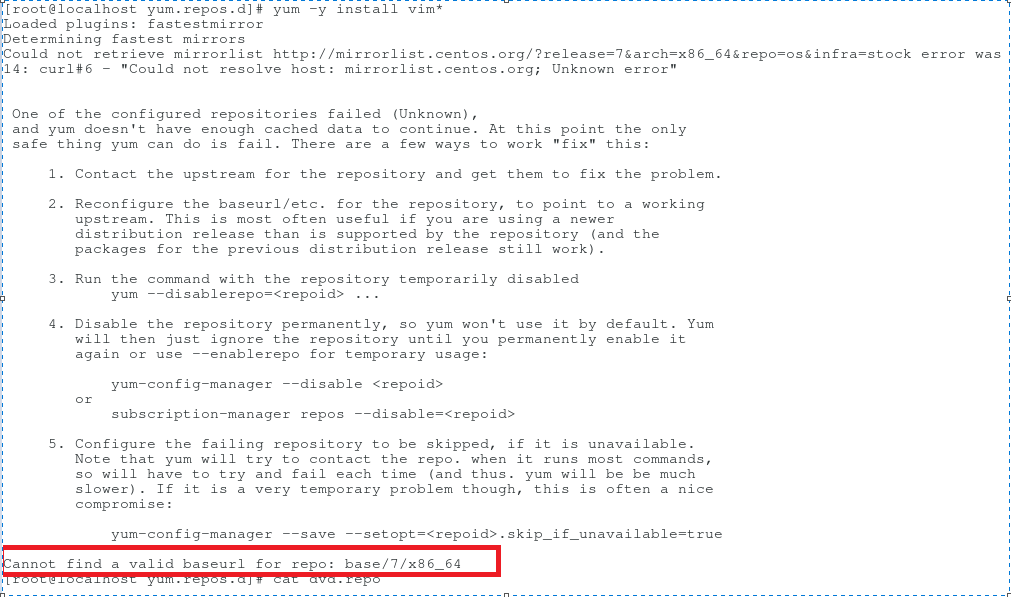 [root@localhost yum.repos.d]# yum -y install vim*
Loaded plugins: fastestmirror
Determining fastest mirrors
Could not retrieve mirrorlist http://mirrorlist.centos.org/?release=7&arch=x86_64&repo=os&infra=stock error was
14: curl#6 - "Could not resolve host: mirrorlist.centos.org; Unknown error"
One of the configured repositories failed (Unknown),
and yum doesn't have enough cached data to continue. At this point the only
safe thing yum can do is fail. There are a few ways to work "fix" this:
1. Contact the upstream for the repository and get them to fix the problem.
2. Reconfigure the baseurl/etc. for the repository, to point to a working
upstream. This is most often useful if you are using a newer
distribution release than is supported by the repository (and the
packages for the previous distribution release still work).
3. Run the command with the repository temporarily disabled
yum --disablerepo=<repoid> ...
4. Disable the repository permanently, so yum won't use it by default. Yum
will then just ignore the repository until you permanently enable it
again or use --enablerepo for temporary usage:
yum-config-manager --disable <repoid>
or
subscription-manager repos --disable=<repoid>
5. Configure the failing repository to be skipped, if it is unavailable.
Note that yum will try to contact the repo. when it runs most commands,
so will have to try and fail each time (and thus. yum will be be much
slower). If it is a very temporary problem though, this is often a nice
compromise:
yum-config-manager --save --setopt=<repoid>.skip_if_unavailable=true
Cannot find a valid baseurl for repo: base/7/x86_64
[root@localhost yum.repos.d]# cat dvd.repo